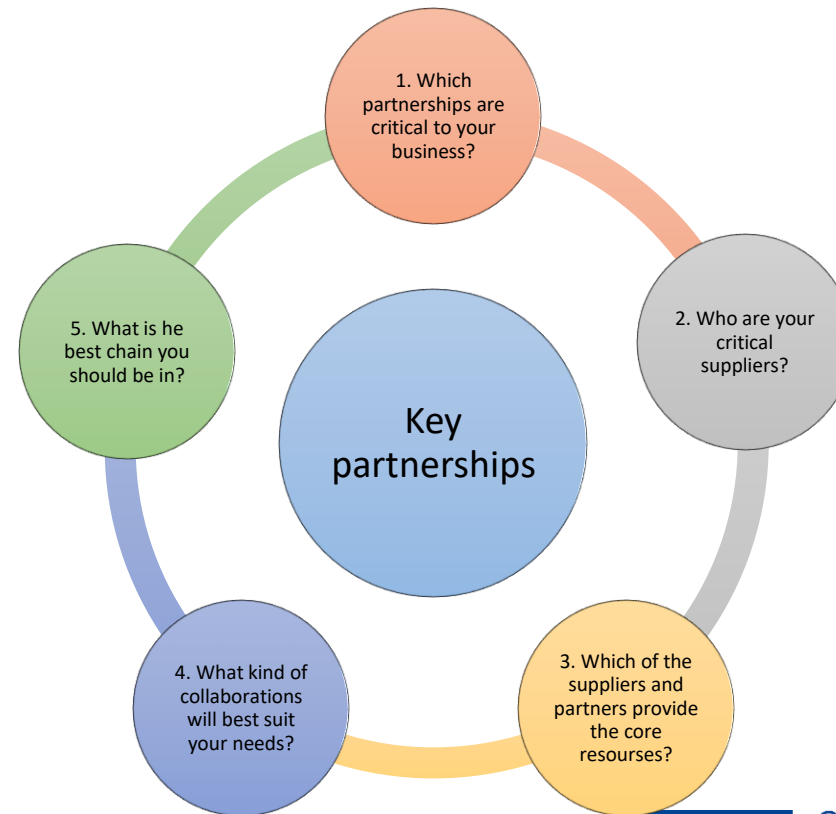 1. Which
partnerships are
critical to your
business?
2. Who are your
critical
suppliers?
3. Which of the
suppliers and
partners provide
the core
resourses?
4. What kind of
collaborations
will best suit
your needs?
5. What is he
best chain you
should be in?
Key
partnerships